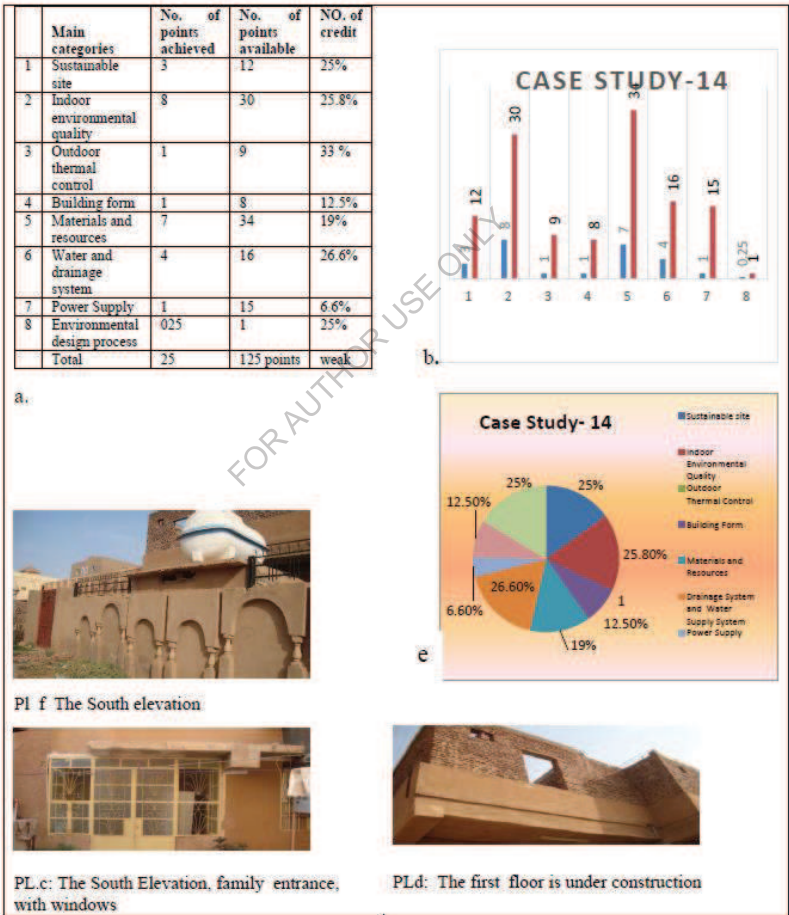 Main categories
No. of points achieved
No. of points available
NO. of credit
1 Sustainable site 3 12 25%
2 Indoor environmental quality 8 30 25.8%
3 Outdoor thermal control 1 9 33 %
4 Building form 1 8 12.5%
5 Materials and resources 7 34 19%
6 Water and drainage system 4 16 26.6%
7 Power Supply 1 15 6.6%
8 Environmental design process 025 1 25%
Total 25 125 points weak
a.
CASE STUDY-14
12
8
30
1
9
1
8
7
4
16
1
15
0.25
1
1 2 3 4 5 6 7 8
b.
FOR AUTHOR USE ONLY
Case Study- 14
25%
25%
12.50%
25.80%
6.60%
26.60%
1
12.50%
19%
Sustainable site
Indoor
Environmental
Quality
Outdoor
Thermal Control
Building Form
Materials and
Resources
Drainage System
and Water
Supply System
Power Supply
e
Pl f The South elevation
PL.c: The South Elevation, family entrance,
with windows
PLd: The first floor is under construction